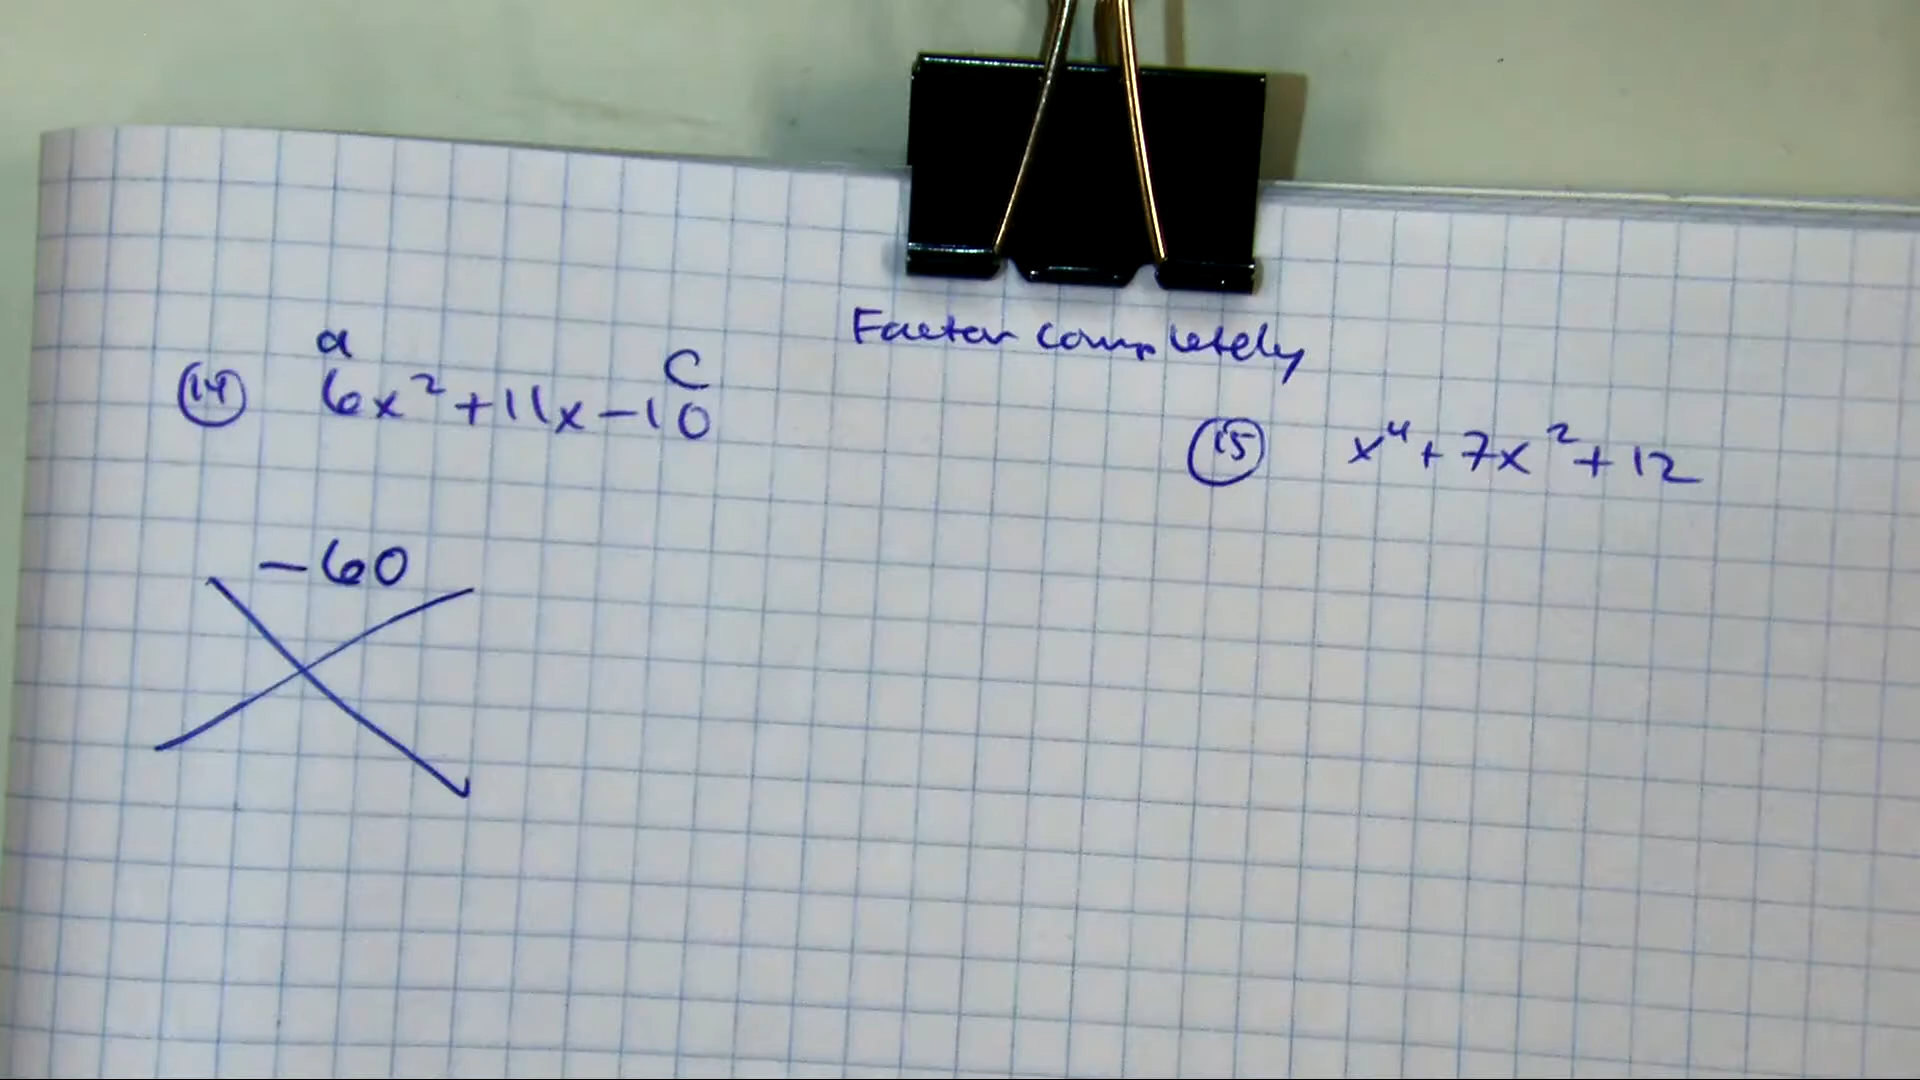 Factor completely
a
c
(14) 6x² + 11x - 10
(15) x⁴ + 7x² + 12
-60